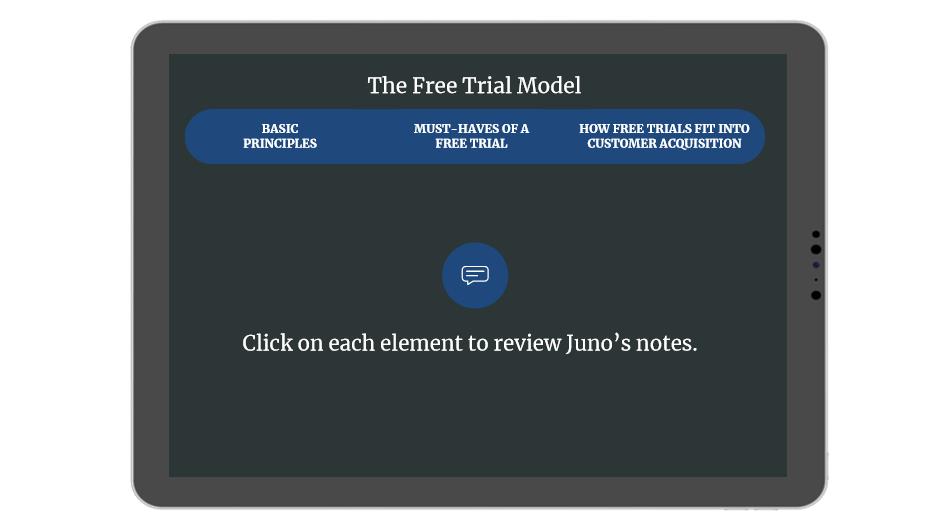 The Free Trial Model
BASIC
PRINCIPLES
MUST-HAVES OF A
FREE TRIAL
HOW FREE TRIALS FIT INTO
CUSTOMER ACQUISITION
Click on each element to review Juno’s notes.